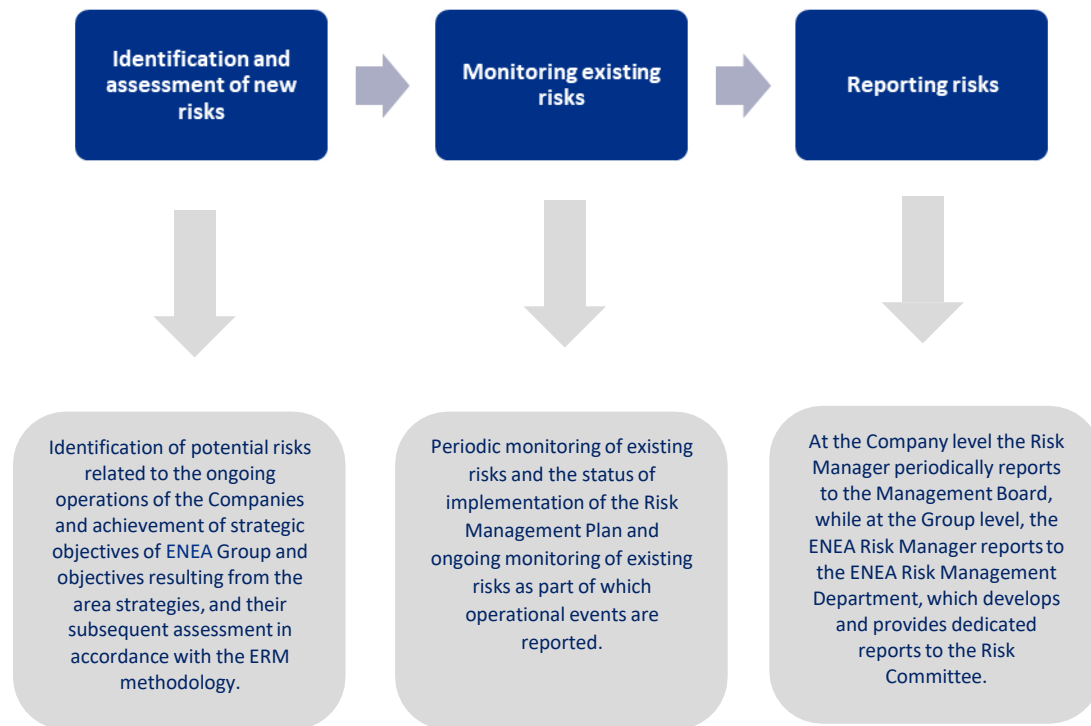 Identification and
assessment of new
risks
Monitoring existing
risks
Reporting risks
Identification of potential risks
related to the ongoing
operations of the Companies
and achievement of strategic
objectives of ENEA Group and
objectives resulting from the
area strategies, and their
subsequent assessment in
accordance with the ERM
methodology.
Periodic monitoring of existing
risks and the status of
implementation of the Risk
Management Plan and
ongoing monitoring of existing
risks as part of which
operational events are
reported.
At the Company level the Risk
Manager periodically reports
to the Management Board,
while at the Group level, the
ENEA Risk Manager reports to
the ENEA Risk Management
Department, which develops
and provides dedicated
reports to the Risk
Committee.